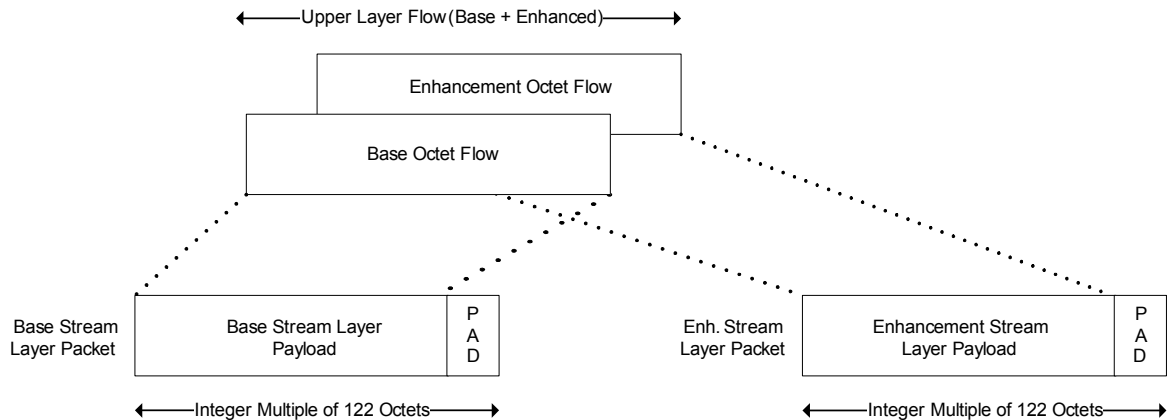 Upper Layer Flow(Base + Enhanced)
Enhancement Octet Flow
Base Octet Flow
Base Stream
Layer Packet
Base Stream Layer
Payload
P
A
D
Enh. Stream
Layer Packet
Enhancement Stream
Layer Payload
P
A
D
Integer Multiple of 122 Octets
Integer Multiple of 122 Octets